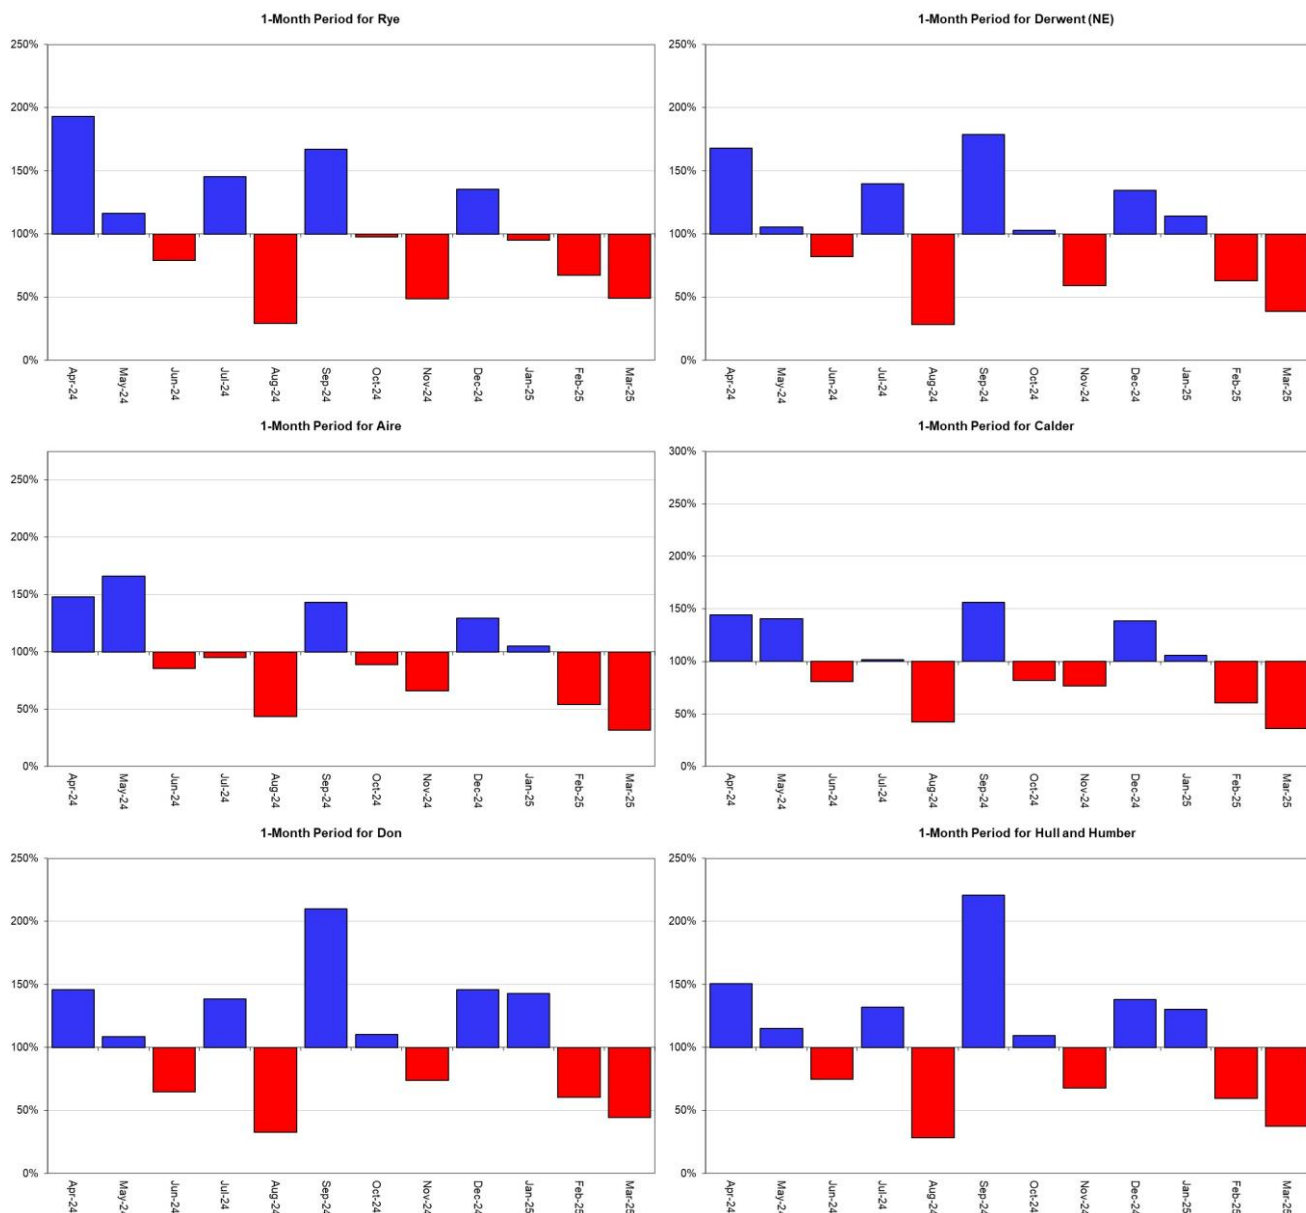 1-Month Period for Rye
250%
200%
150%
100%
50%
0%
Apr-24
May-24
Jun-24
Jul-24
Aug-24
Sep-24
Oct-24
Nov-24
Dec-24
Jan-25
Feb-25
Mar-25
1-Month Period for Derwent (NE)
250%
200%
150%
100%
50%
0%
Apr-24
May-24
Jun-24
Jul-24
Aug-24
Sep-24
Oct-24
Nov-24
Dec-24
Jan-25
Feb-25
Mar-25
1-Month Period for Aire
250%
200%
150%
100%
50%
0%
Apr-24
May-24
Jun-24
Jul-24
Aug-24
Sep-24
Oct-24
Nov-24
Dec-24
Jan-25
Feb-25
Mar-25
1-Month Period for Calder
300%
250%
200%
150%
100%
50%
0%
Apr-24
May-24
Jun-24
Jul-24
Aug-24
Sep-24
Oct-24
Nov-24
Dec-24
Jan-25
Feb-25
Mar-25
1-Month Period for Don
250%
200%
150%
100%
50%
0%
Apr-24
May-24
Jun-24
Jul-24
Aug-24
Sep-24
Oct-24
Nov-24
Dec-24
Jan-25
Feb-25
Mar-25
1-Month Period for Hull and Humber
250%
200%
150%
100%
50%
0%
Apr-24
May-24
Jun-24
Jul-24
Aug-24
Sep-24
Oct-24
Nov-24
Dec-24
Jan-25
Feb-25
Mar-25